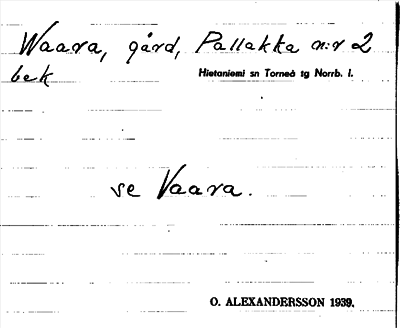 Waara, gård, Pallakka n:r 2
bek Hietaniemi sn Torneå tg Norrb. l.
se Vaara.
O. ALEXANDERSSON 1939.